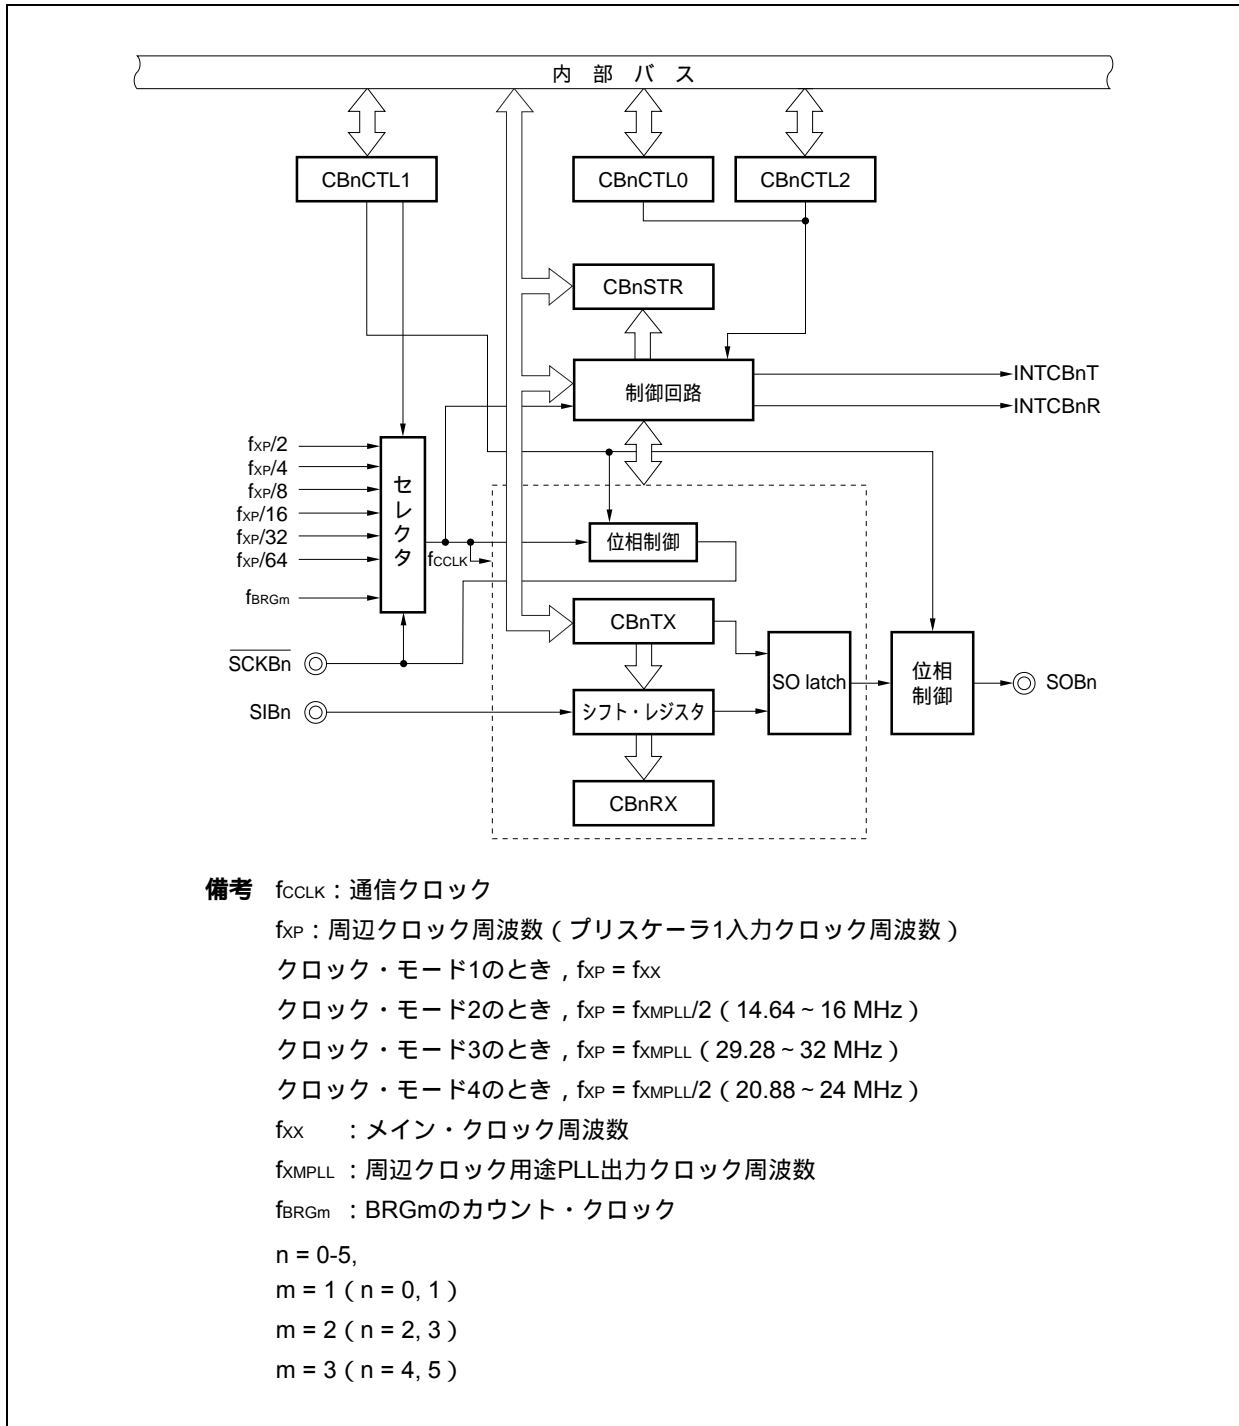 内 部 バ ス
CBnCTL1
CBnCTL0
CBnCTL2
CBnSTR
制御回路
INTCBnT
INTCBnR
fXP/2
fXP/4
fXP/8
fXP/16
fXP/32
fXP/64
fBRGm
セレクタ
fCCLK
位相制御
CBnTX
SO latch
位相
制御
SOBn
SCKBn
SIBn
シフト・レジスタ
CBnRX
備考 fCCLK：通信クロック
fXP：周辺クロック周波数（プリスケーラ1入力クロック周波数）
クロック・モード1のとき，fXP = fXX
クロック・モード2のとき，fXP = fXMPLL/2（14.64～16 MHz）
クロック・モード3のとき，fXP = fXMPLL（29.28～32 MHz）
クロック・モード4のとき，fXP = fXMPLL/2（20.88～24 MHz）
fXX ：メイン・クロック周波数
fXMPLL ：周辺クロック用途PLL出力クロック周波数
fBRGm ：BRGmのカウント・クロック
n = 0-5,
m = 1（n = 0, 1）
m = 2（n = 2, 3）
m = 3（n = 4, 5）